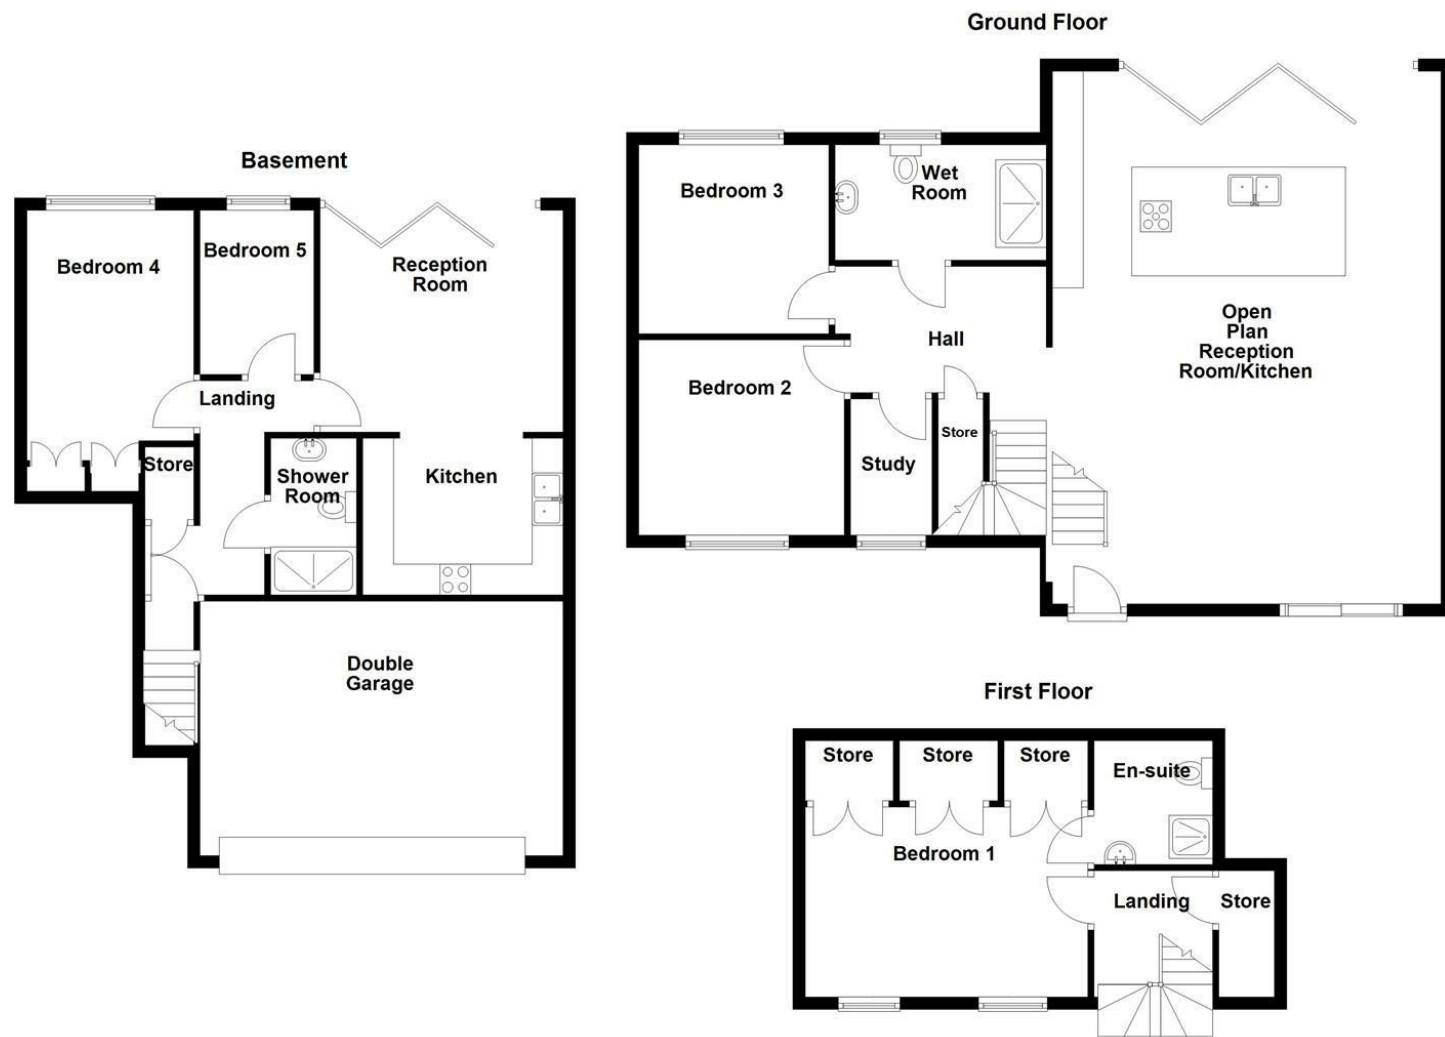 Basement
Bedroom 4
Bedroom 5
Reception
Room
Landing
Store
Shower
Room
Kitchen
Double
Garage
Ground Floor
Bedroom 3
Wet
Room
Hall
Open
Plan
Reception
Room/Kitchen
Bedroom 2
Study
Store
First Floor
Store
Store
Store
En-suite
Bedroom 1
Landing
Store